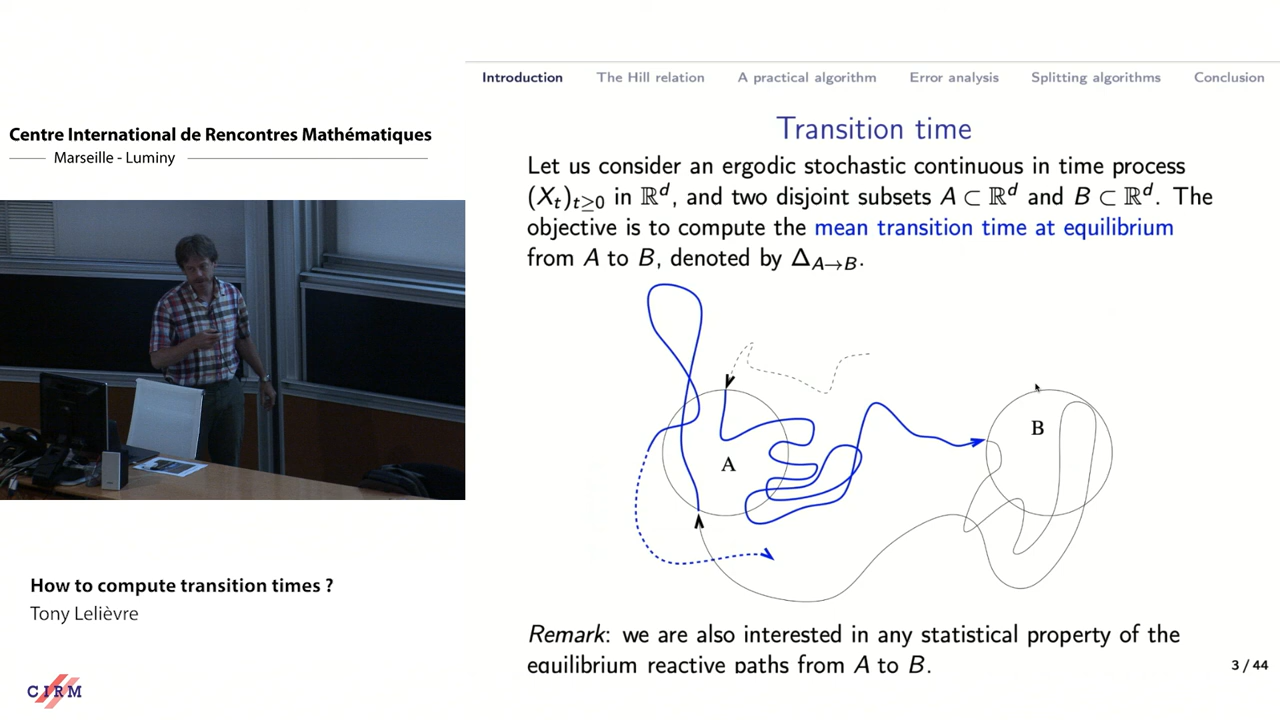 Introduction The Hill relation A practical algorithm Error analysis Splitting algorithms Conclusion
Centre International de Rencontres Mathématiques
Marseille - Luminy
Transition time
Let us consider an ergodic stochastic continuous in time process
(X_t)_{t≥0} in ℝ^d, and two disjoint subsets A ⊂ ℝ^d and B ⊂ ℝ^d. The
objective is to compute the mean transition time at equilibrium
from A to B, denoted by Δ_{A→B}.
A
B
How to compute transition times ?
Tony Lelièvre
Remark: we are also interested in any statistical property of the
equilibrium reactive paths from A to B.
3 / 44
CIRM